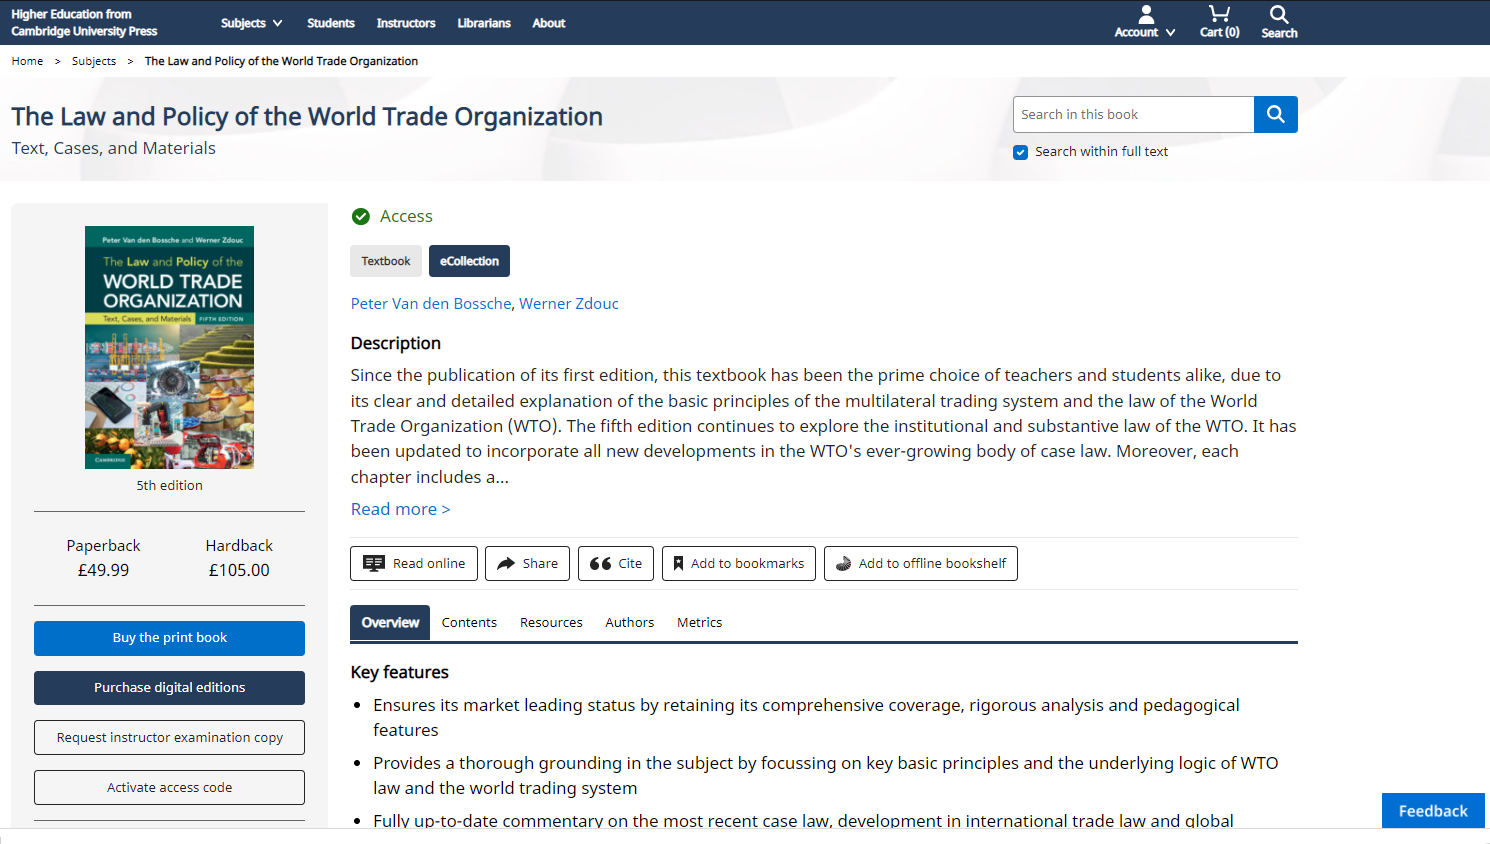 Higher Education from
Cambridge University Press
Subjects
Students
Instructors
Librarians
About
Account
Cart (0)
Search
Home > Subjects > The Law and Policy of the World Trade Organization
The Law and Policy of the World Trade Organization
Text, Cases, and Materials
Search in this book
Search within full text
Peter Van den Bossche and Werner Zdouc
The Law and Policy of the
WORLD TRADE
ORGANIZATION
Text, Cases, and Materials FIFTH EDITION
CAMBRIDGE
5th edition
Paperback
£49.99
Hardback
£105.00
Buy the print book
Purchase digital editions
Request instructor examination copy
Activate access code
Access
Textbook
eCollection
Peter Van den Bossche, Werner Zdouc
Description
Since the publication of its first edition, this textbook has been the prime choice of teachers and students alike, due to
its clear and detailed explanation of the basic principles of the multilateral trading system and the law of the World
Trade Organization (WTO). The fifth edition continues to explore the institutional and substantive law of the WTO. It has
been updated to incorporate all new developments in the WTO's ever-growing body of case law. Moreover, each
chapter includes a...
Read more >
Read online
Share
Cite
Add to bookmarks
Add to offline bookshelf
Overview
Contents
Resources
Authors
Metrics
Key features
• Ensures its market leading status by retaining its comprehensive coverage, rigorous analysis and pedagogical
features
• Provides a thorough grounding in the subject by focussing on key basic principles and the underlying logic of WTO
law and the world trading system
• Fully up-to-date commentary on the most recent case law, development in international trade law and global
Feedback